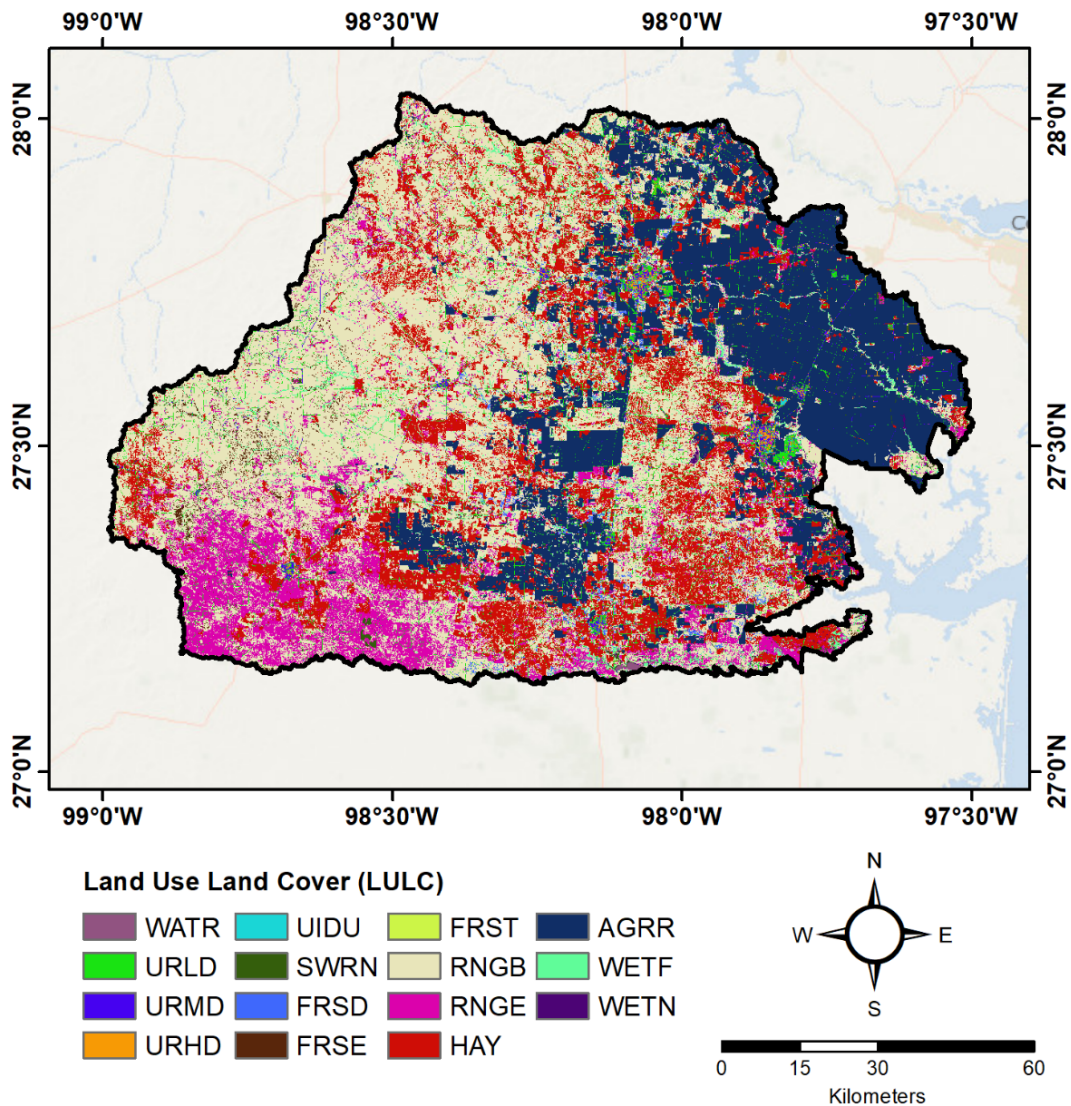 99°0'W 98°30'W 98°0'W 97°30'W
28°0'N 28°0'N
C
27°30'N 27°30'N
27°0'N 27°0'N
99°0'W 98°30'W 98°0'W 97°30'W
Land Use Land Cover (LULC)
WATR UIDU FRST AGRR
URLD SWRN RNGB WETF
URMD FRSD RNGE WETN
URHD FRSE HAY
N
W E
S
0 15 30 60
Kilometers